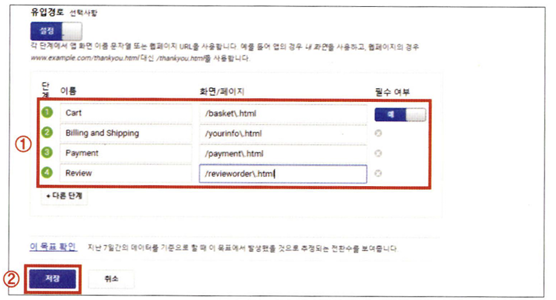 유입경로 선택사항
설정
각 단계에서 앱 화면 이름 문자열 또는 웹페이지 URL을 사용합니다. 예를 들어 앱의 경우 내 화면을 사용하고, 웹페이지의 경우
www.example.com/thankyou.html 대신 /thankyou.html을 사용합니다.
단계 이름 화면/페이지 필수 여부
① 1 Cart /basket\.html 예
2 Billing and Shipping /yourinfo\.html
3 Payment /payment\.html
4 Review /revieworder\.html
+ 다른 단계
이 목표 확인 지난 7일간의 데이터를 기준으로 할 때 이 목표에서 발생했을 것으로 추정되는 전환수를 보여줍니다.
② 저장 취소